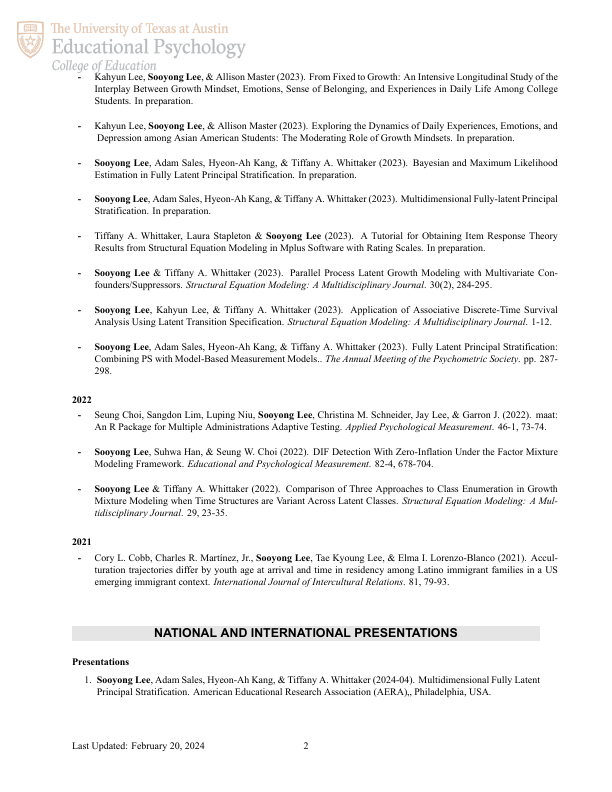 The University of Texas at Austin
Educational Psychology
College of Education
- Kahyun Lee, Sooyong Lee, & Allison Master (2023). From Fixed to Growth: An Intensive Longitudinal Study of the
Interplay Between Growth Mindset, Emotions, Sense of Belonging, and Experiences in Daily Life Among College
Students. In preparation.
- Kahyun Lee, Sooyong Lee, & Allison Master (2023). Exploring the Dynamics of Daily Experiences, Emotions, and
Depression among Asian American Students: The Moderating Role of Growth Mindsets. In preparation.
- Sooyong Lee, Adam Sales, Hyeon-Ah Kang, & Tiffany A. Whittaker (2023). Bayesian and Maximum Likelihood
Estimation in Fully Latent Principal Stratification. In preparation.
- Sooyong Lee, Adam Sales, Hyeon-Ah Kang, & Tiffany A. Whittaker (2023). Multidimensional Fully-latent Principal
Stratification. In preparation.
- Tiffany A. Whittaker, Laura Stapleton & Sooyong Lee (2023). A Tutorial for Obtaining Item Response Theory
Results from Structural Equation Modeling in Mplus Software with Rating Scales. In preparation.
- Sooyong Lee & Tiffany A. Whittaker (2023). Parallel Process Latent Growth Modeling with Multivariate Con-
founders/Suppressors. Structural Equation Modeling: A Multidisciplinary Journal. 30(2), 284-295.
- Sooyong Lee, Kahyun Lee, & Tiffany A. Whittaker (2023). Application of Associative Discrete-Time Survival
Analysis Using Latent Transition Specification. Structural Equation Modeling: A Multidisciplinary Journal. 1-12.
- Sooyong Lee, Adam Sales, Hyeon-Ah Kang, & Tiffany A. Whittaker (2023). Fully Latent Principal Stratification:
Combining PS with Model-Based Measurement Models.. The Annual Meeting of the Psychometric Society. pp. 287-
298.
2022
- Seung Choi, Sangdon Lim, Luping Niu, Sooyong Lee, Christina M. Schneider, Jay Lee, & Garron J. (2022). maat:
An R Package for Multiple Administrations Adaptive Testing. Applied Psychological Measurement. 46-1, 73-74.
- Sooyong Lee, Suhwa Han, & Seung W. Choi (2022). DIF Detection With Zero-Inflation Under the Factor Mixture
Modeling Framework. Educational and Psychological Measurement. 82-4, 678-704.
- Sooyong Lee & Tiffany A. Whittaker (2022). Comparison of Three Approaches to Class Enumeration in Growth
Mixture Modeling when Time Structures are Variant Across Latent Classes. Structural Equation Modeling: A Mul-
tidisciplinary Journal. 29, 23-35.
2021
- Cory L. Cobb, Charles R. Martínez, Jr., Sooyong Lee, Tae Kyoung Lee, & Elma I. Lorenzo-Blanco (2021). Accul-
turation trajectories differ by youth age at arrival and time in residency among Latino immigrant families in a US
emerging immigrant context. International Journal of Intercultural Relations. 81, 79-93.
NATIONAL AND INTERNATIONAL PRESENTATIONS
Presentations
1. Sooyong Lee, Adam Sales, Hyeon-Ah Kang, & Tiffany A. Whittaker (2024-04). Multidimensional Fully Latent
Principal Stratification. American Educational Research Association (AERA),, Philadelphia, USA.
Last Updated: February 20, 2024 2